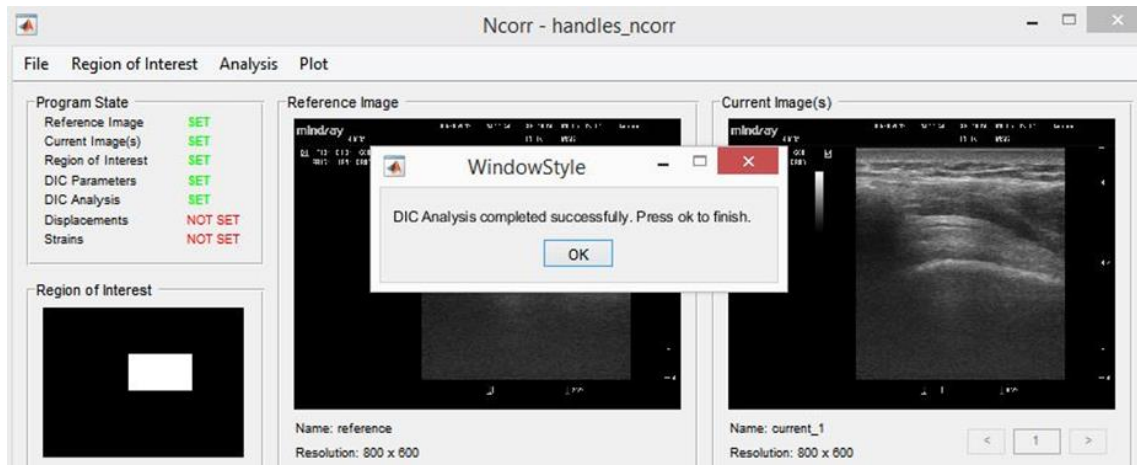 Ncorr - handles_ncorr
File Region of Interest Analysis Plot
Program State
Reference Image SET
Current Image(s) SET
Region of Interest SET
DIC Parameters SET
DIC Analysis SET
Displacements NOT SET
Strains NOT SET
Region of Interest
Reference Image
mindray
Name: reference
Resolution: 800 x 600
WindowStyle
DIC Analysis completed successfully. Press ok to finish.
OK
Current Image(s)
mindray
Name: current_1
Resolution: 800 x 600
< 1 >